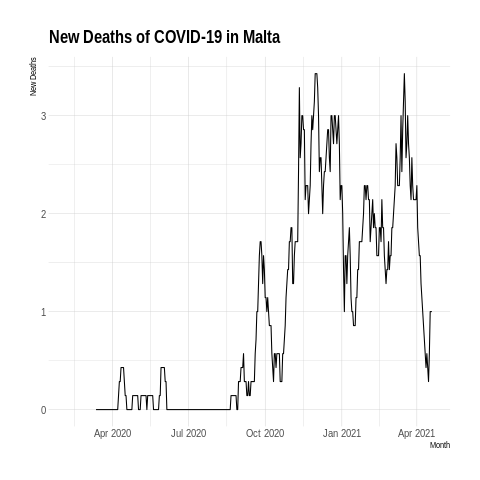 New Deaths of COVID-19 in Malta
New Deaths
3
2
1
0
Apr 2020 Jul 2020 Oct 2020 Jan 2021 Apr 2021
Month